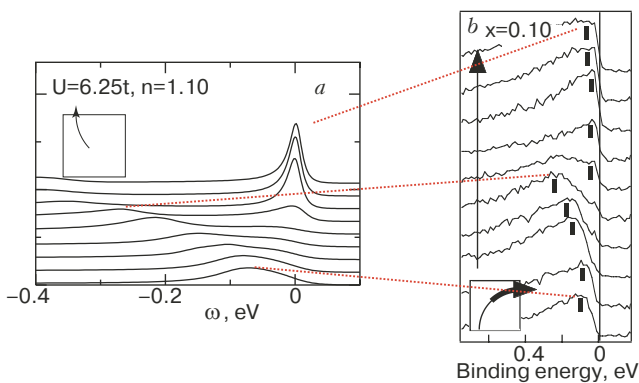 U=6.25t, n=1.10
a
−0.4
−0.2
0
ω, eV
b x=0.10
0.4
0
Binding energy, eV